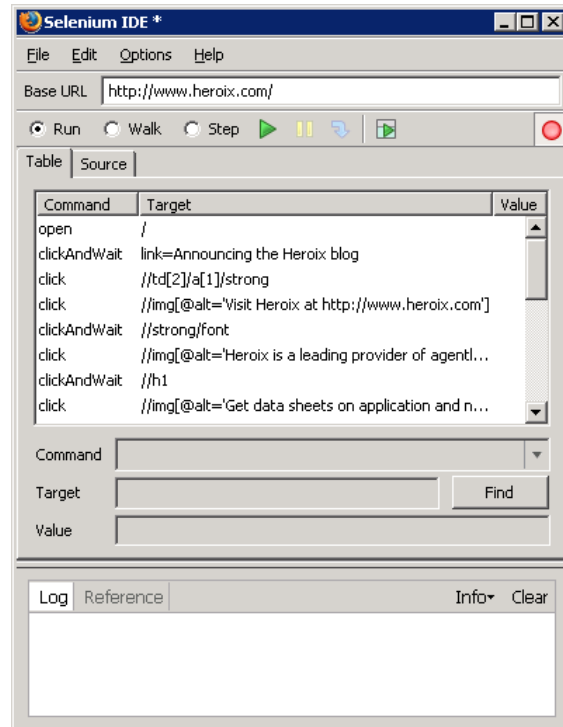 Selenium IDE *
File Edit Options Help
Base URL http://www.heroix.com/
Run Walk Step
Table Source
Command Target Value
open /
clickAndWait link=Announcing the Heroix blog
click //td[2]/a[1]/strong
click //img[@alt='Visit Heroix at http://www.heroix.com']
clickAndWait //strong/font
click //img[@alt='Heroix is a leading provider of agentl...
clickAndWait //h1
click //img[@alt='Get data sheets on application and n...
Command
Target Find
Value
Log Reference Info Clear